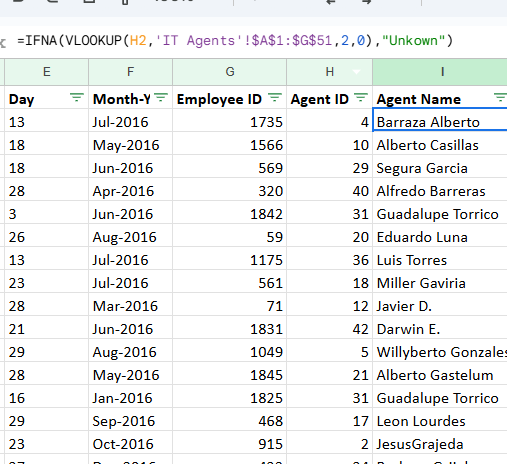 =IFNA(VLOOKUP(H2,'IT Agents'!$A$1:$G$51,2,0),"Unkown")
E F G H I
Day Month-Y Employee ID Agent ID Agent Name
13 Jul-2016 1735 4 Barraza Alberto
18 May-2016 1566 10 Alberto Casillas
18 Jun-2016 569 29 Segura Garcia
28 Apr-2016 320 40 Alfredo Barreras
3 Jun-2016 1842 31 Guadalupe Torrico
26 Aug-2016 59 20 Eduardo Luna
13 Jul-2016 1175 36 Luis Torres
23 Jul-2016 561 18 Miller Gaviria
28 Mar-2016 71 12 Javier D.
21 Jun-2016 1831 42 Darwin E.
29 Aug-2016 1049 5 Willyberto Gonzales
28 May-2016 1845 21 Alberto Gastelum
16 Jan-2016 1825 31 Guadalupe Torrico
29 Sep-2016 468 17 Leon Lourdes
23 Oct-2016 915 2 JesusGrajeda